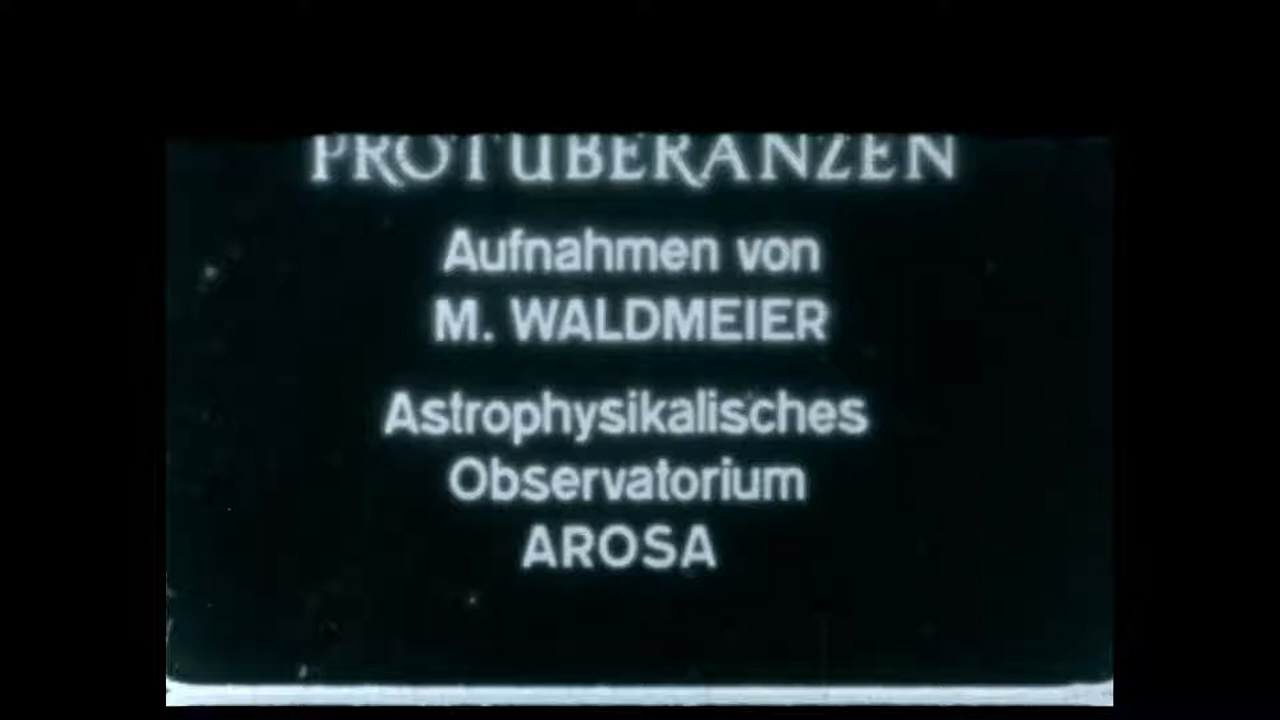 PROTUBERANZEN
Aufnahmen von
M. WALDMEIER
Astrophysikalisches
Observatorium
AROSA